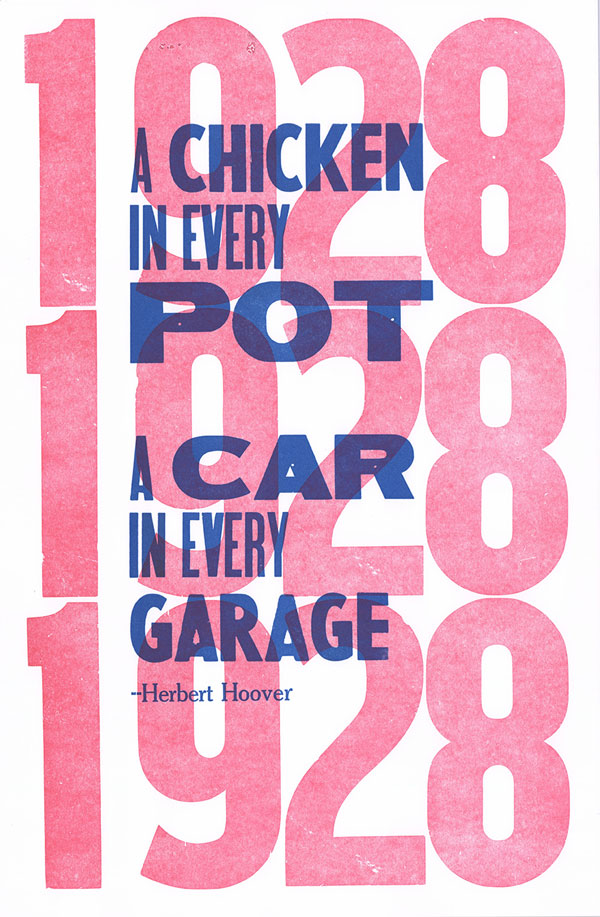 1928
A CHICKEN
IN EVERY
POT
1928
A CAR
IN EVERY
GARAGE
--Herbert Hoover
1928